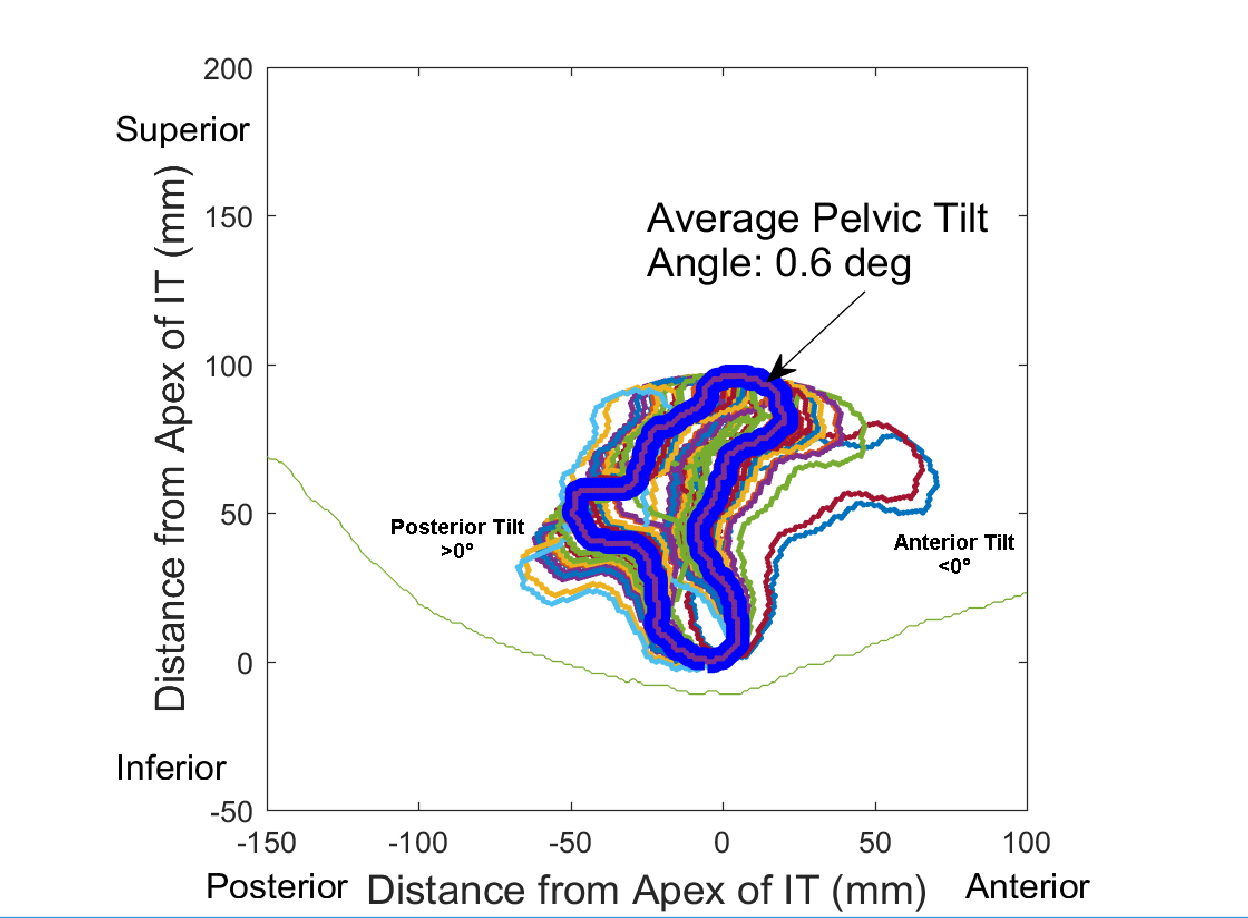 200
Superior
150
Average Pelvic Tilt
Angle: 0.6 deg
Distance from Apex of IT (mm)
100
50
Posterior Tilt
>0°
Anterior Tilt
<0°
0
Inferior
-50
-150 -100 -50 0 50 100
Posterior Distance from Apex of IT (mm) Anterior